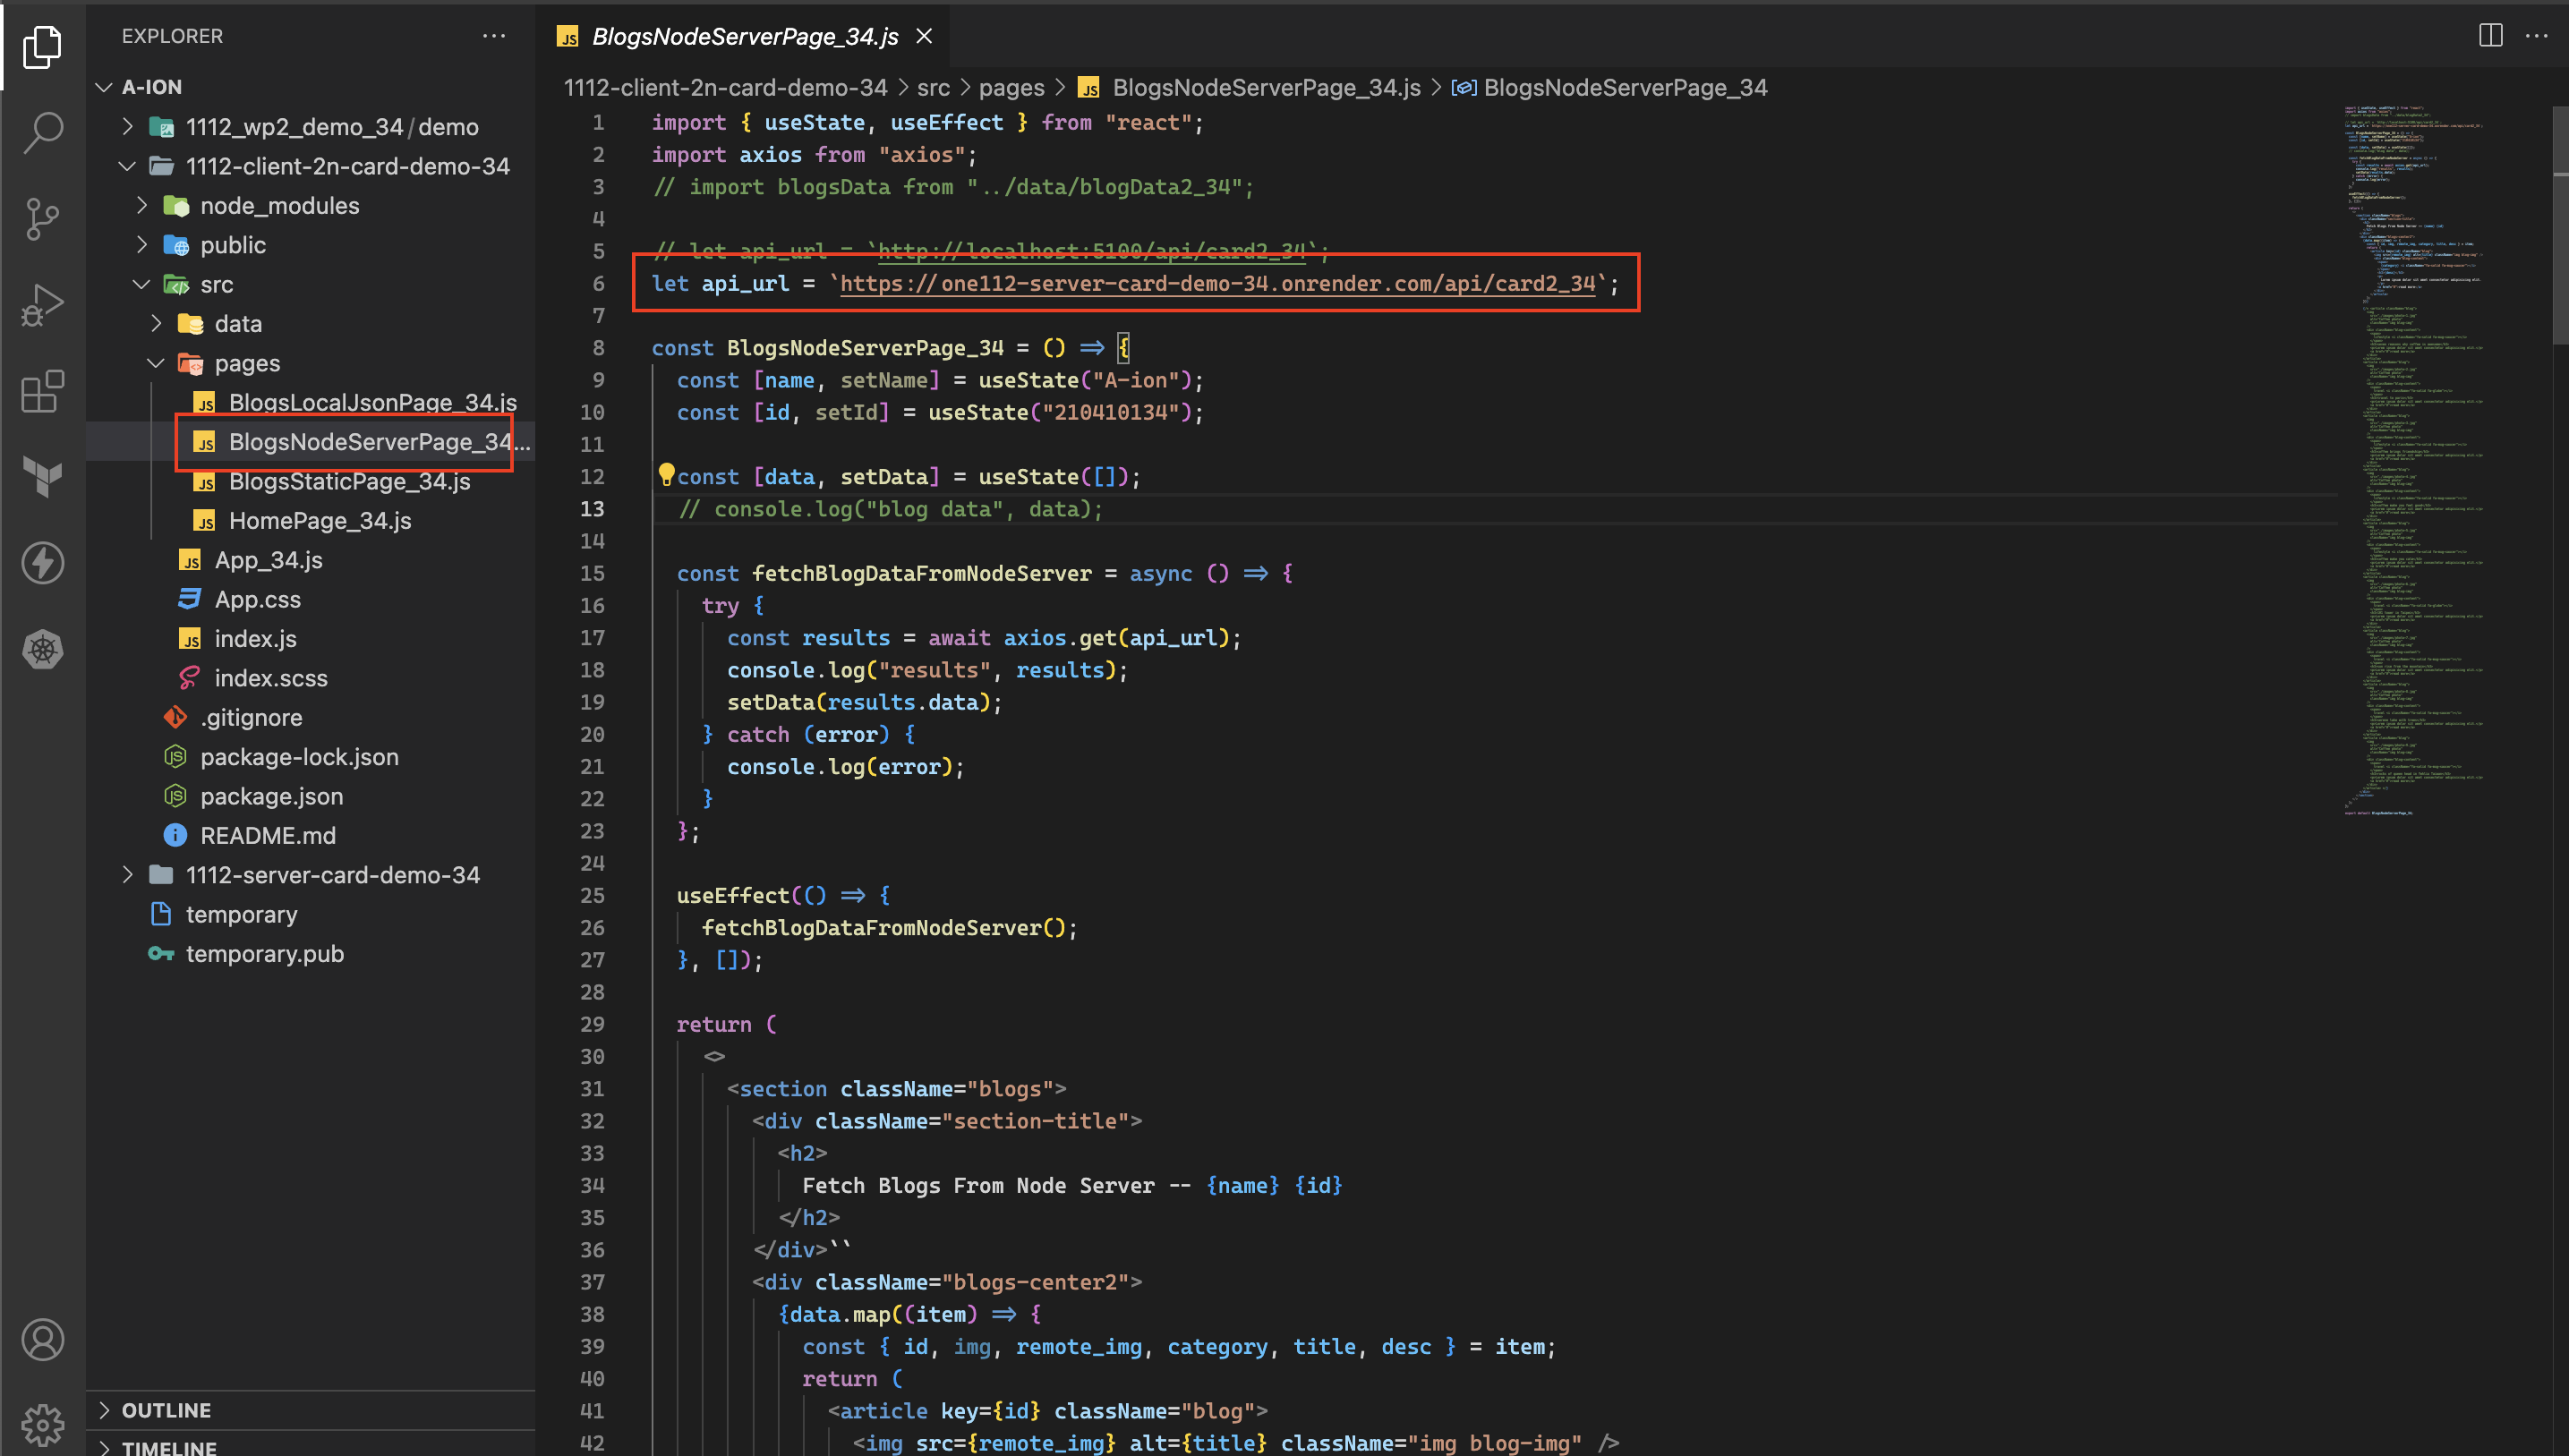 EXPLORER
A-ION
1112_wp2_demo_34/demo
1112-client-2n-card-demo-34
node_modules
public
src
data
pages
BlogsLocalJsonPage_34.js
BlogsNodeServerPage_34...
BlogsStaticPage_34.js
HomePage_34.js
App_34.js
App.css
index.js
index.scss
.gitignore
package-lock.json
package.json
README.md
1112-server-card-demo-34
temporary
temporary.pub
OUTLINE
TIMELINE
BlogsNodeServerPage_34.js
1112-client-2n-card-demo-34 > src > pages > JS BlogsNodeServerPage_34.js > BlogsNodeServerPage_34
1 import { useState, useEffect } from "react";
2 import axios from "axios";
3 // import blogsData from "../data/blogData2_34";
4
5 // let api_url = `http://localhost:5100/api/card2_34`;
6 let api_url = `https://one112-server-card-demo-34.onrender.com/api/card2_34`;
7
8 const BlogsNodeServerPage_34 = () => {
9 const [name, setName] = useState("A-ion");
10 const [id, setId] = useState("210410134");
11
12 const [data, setData] = useState([]);
13 // console.log("blog data", data);
14
15 const fetchBlogDataFromNodeServer = async () => {
16 try {
17 const results = await axios.get(api_url);
18 console.log("results", results);
19 setData(results.data);
20 } catch (error) {
21 console.log(error);
22 }
23 };
24
25 useEffect(() => {
26 fetchBlogDataFromNodeServer();
27 }, []);
28
29 return (
30 <>
31 <section className="blogs">
32 <div className="section-title">
33 <h2>
34 Fetch Blogs From Node Server -- {name} {id}
35 </h2>
36 </div>``
37 <div className="blogs-center2">
38 {data.map((item) => {
39 const { id, img, remote_img, category, title, desc } = item;
40 return (
41 <article key={id} className="blog">
42 <img src={remote_img} alt={title} className="img blog-img" />